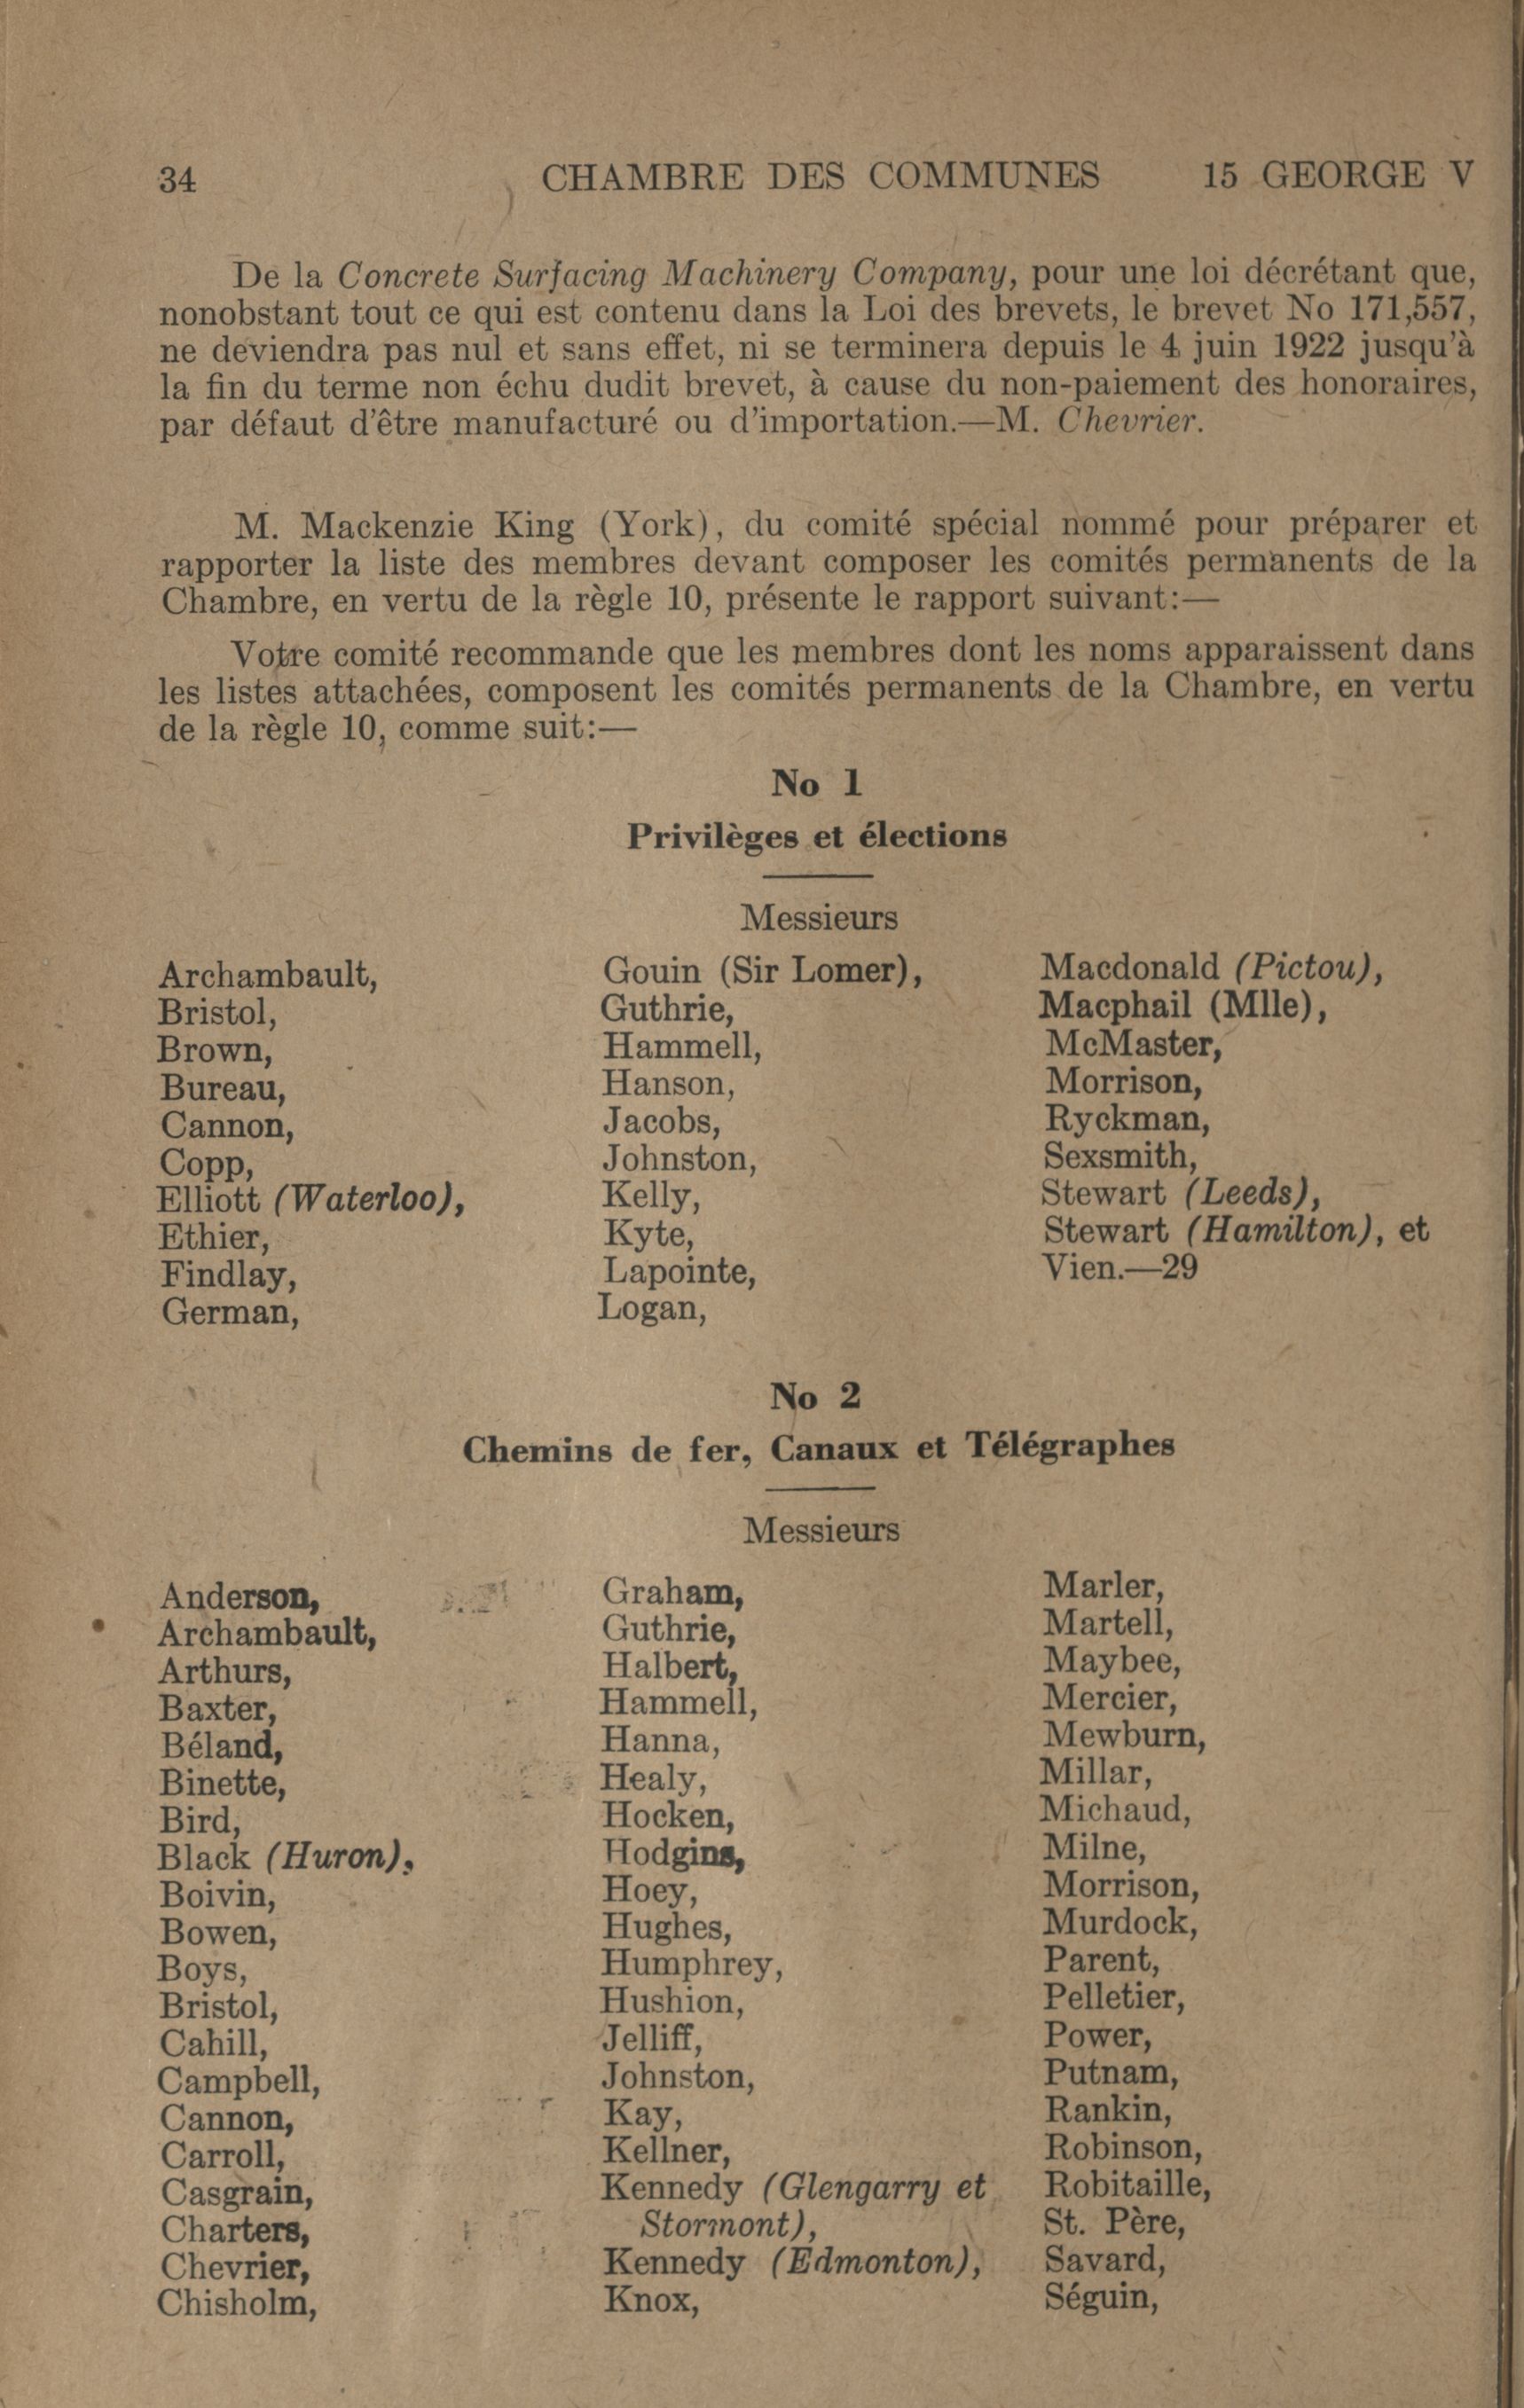 34 CHAMBRE DES COMMUNES 15 GEORGE V
De la Concrete Surfacing Machinery Company, pour une loi décrétant que,
nonobstant tout ce qui est contenu dans la Loi des brevets, le brevet No 171,557,
ne deviendra pas nul et sans effet, ni se terminera depuis le 4 juin 1922 jusqu'à
la fin du terme non échu dudit brevet, à cause du non-paiement des honoraires,
par défaut d'être manufacturé ou d'importation.—M. Chevrier.
M. Mackenzie King (York), du comité spécial nommé pour préparer et
rapporter la liste des membres devant composer les comités permanents de la
Chambre, en vertu de la règle 10, présente le rapport suivant:—
Votre comité recommande que les membres dont les noms apparaissent dans
les listes attachées, composent les comités permanents de la Chambre, en vertu
de la règle 10, comme suit:—
No 1
Privilèges et élections
Messieurs
Archambault,
Bristol,
Brown,
Bureau,
Cannon,
Copp,
Elliott (Waterloo),
Ethier,
Findlay,
German,
Gouin (Sir Lomer),
Guthrie,
Hammell,
Hanson,
Jacobs,
Johnston,
Kelly,
Kyte,
Lapointe,
Logan,
Macdonald (Pictou),
Macphail (Mlle),
McMaster,
Morrison,
Ryckman,
Sexsmith,
Stewart (Leeds),
Stewart (Hamilton), et
Vien.—29
No 2
Chemins de fer, Canaux et Télégraphes
Messieurs
Anderson,
Archambault,
Arthurs,
Baxter,
Béland,
Binette,
Bird,
Black (Huron),
Boivin,
Bowen,
Boys,
Bristol,
Cahill,
Campbell,
Cannon,
Carroll,
Casgrain,
Charters,
Chevrier,
Chisholm,
Graham,
Guthrie,
Halbert,
Hammell,
Hanna,
Healy,
Hocken,
Hodgins,
Hoey,
Hughes,
Humphrey,
Hushion,
Jelliff,
Johnston,
Kay,
Kellner,
Kennedy (Glengarry et
Stormont),
Kennedy (Edmonton),
Knox,
Marler,
Martell,
Maybee,
Mercier,
Mewburn,
Millar,
Michaud,
Milne,
Morrison,
Murdock,
Parent,
Pelletier,
Power,
Putnam,
Rankin,
Robinson,
Robitaille,
St. Père,
Savard,
Séguin,